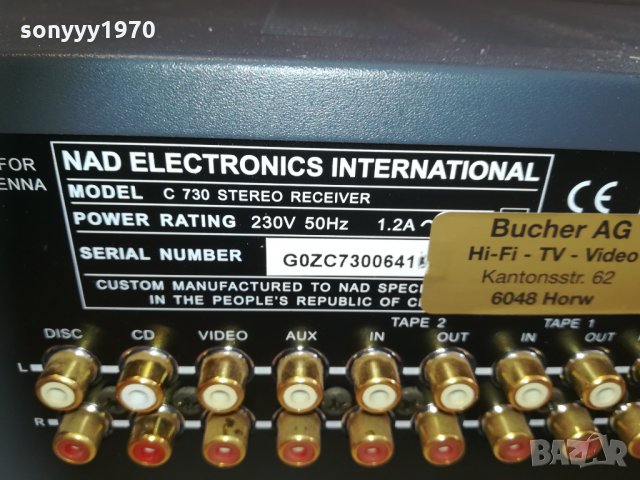 sonyyy1970
FOR
ENNA
NAD ELECTRONICS INTERNATIONAL
MODEL C 730 STEREO RECEIVER
POWER RATING 230V 50Hz 1.2A ~
SERIAL NUMBER G0ZC7300641
CUSTOM MANUFACTURED TO NAD SPECI
IN THE PEOPLE'S REPUBLIC OF C
CE
Bucher AG
Hi-Fi - TV - Video
Kantonsstr. 62
6048 Horw
TAPE 2 TAPE 1
DISC CD VIDEO AUX IN OUT IN OUT
L
R
BAZAR